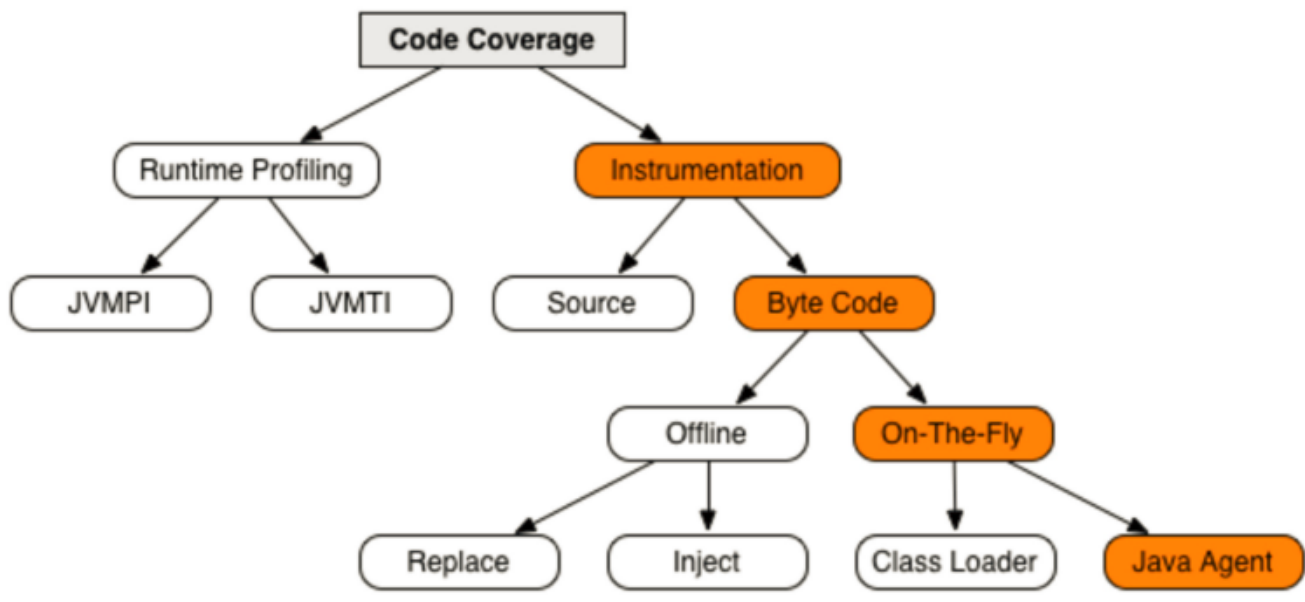 Code Coverage
Runtime Profiling
Instrumentation
JVMPI
JVMTI
Source
Byte Code
Offline
On-The-Fly
Replace
Inject
Class Loader
Java Agent